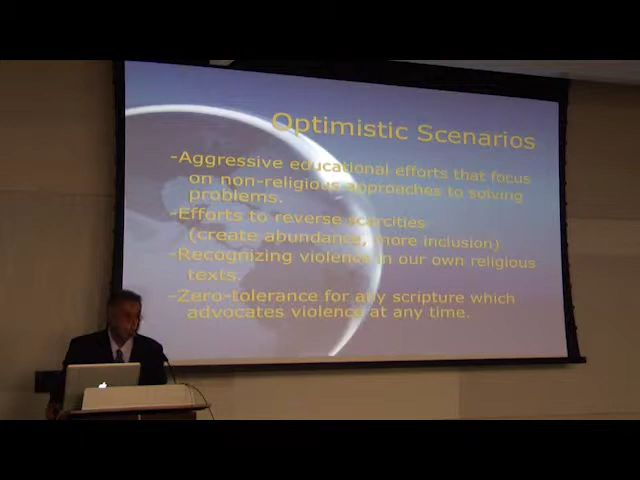 Optimistic Scenarios
-Aggressive educational efforts that focus
on non-religious approaches to solving
problems.
-Efforts to reverse scarcities
(create abundance, more inclusion)
-Recognizing violence in our own religious
texts.
-Zero-tolerance for any scripture which
advocates violence at any time.